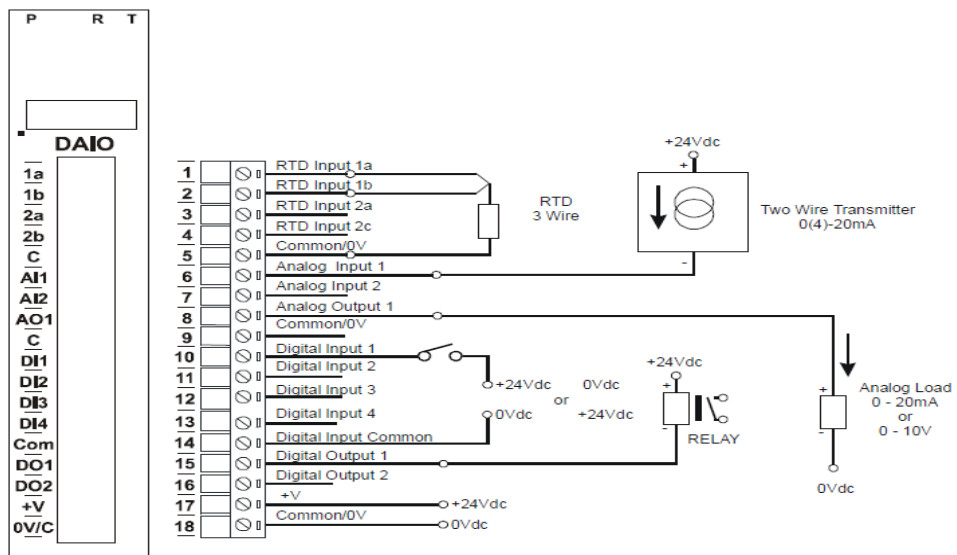 P R T
DAIO
1a
1b
2a
2b
C
AI1
AI2
AO1
C
DI1
DI2
DI3
DI4
Com
DO1
DO2
+V
0V/C
1 RTD Input 1a
2 RTD Input 1b
3 RTD Input 2a
4 RTD Input 2c
5 Common/0V
6 Analog Input 1
7 Analog Input 2
8 Analog Output 1
9 Common/0V
10 Digital Input 1
11 Digital Input 2
12 Digital Input 3
13 Digital Input 4
14 Digital Input Common
15 Digital Output 1
16 Digital Output 2
17 +V
18 Common/0V
RTD
3 Wire
+24Vdc
+
-
Two Wire Transmitter
0(4)-20mA
+24Vdc 0Vdc
or
0Vdc +24Vdc
+24Vdc
+
-
RELAY
+
-
Analog Load
0 - 20mA
or
0 - 10V
0Vdc
+24Vdc
0Vdc